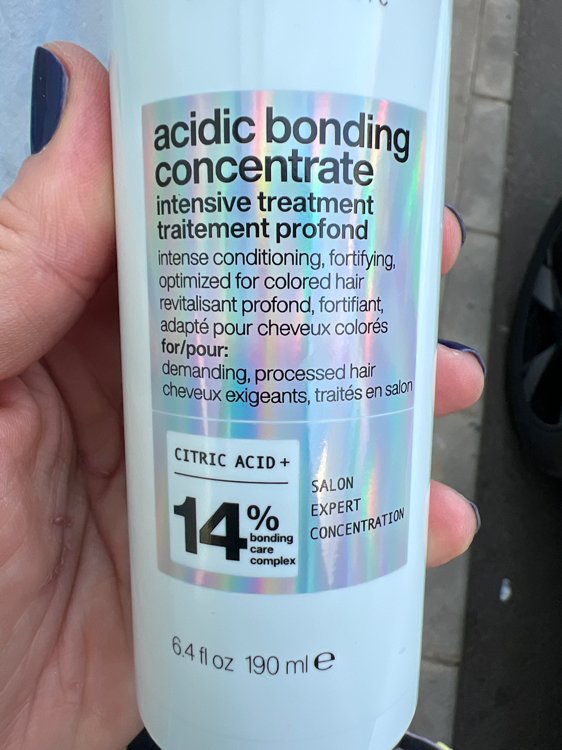 acidic bonding
concentrate
intensive treatment
traitement profond
intense conditioning, fortifying,
optimized for colored hair
revitalisant profond, fortifiant,
adapté pour cheveux colorés
for/pour:
demanding, processed hair
cheveux exigeants, traités en salon
CITRIC ACID +
14%
bonding
care
complex
SALON
EXPERT
CONCENTRATION
6.4 fl oz 190 ml e